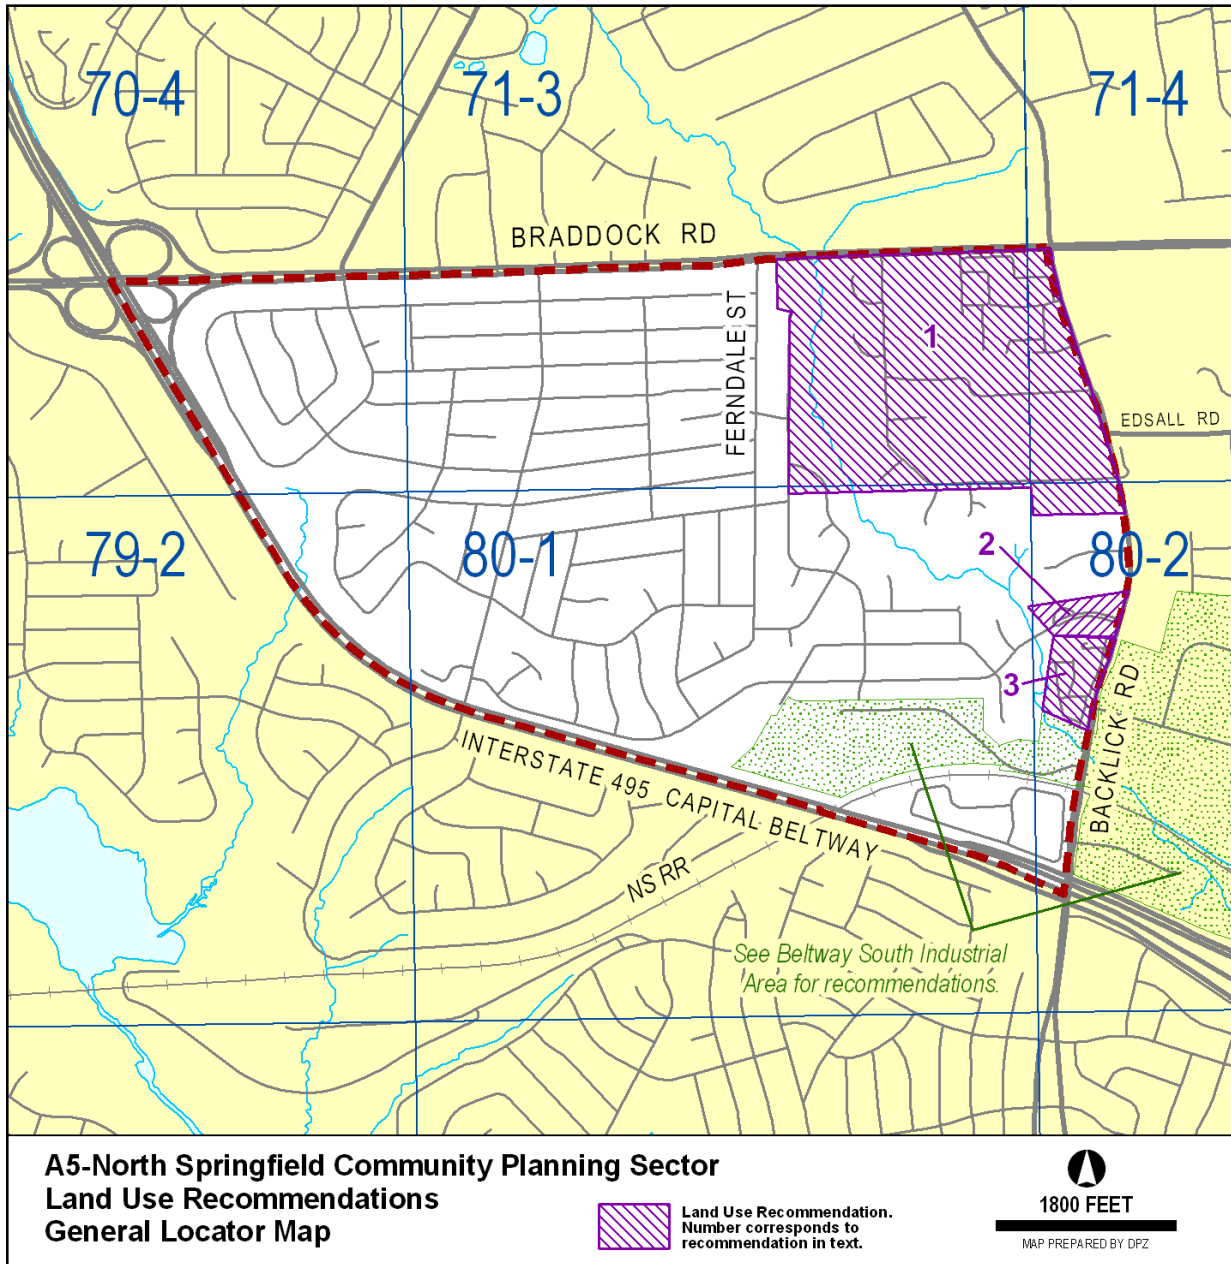 70-4
71-3
71-4
BRADDOCK RD
FERNDALE ST
1
EDSALL RD
79-2
80-1
2
80-2
3
BACKLICK RD
INTERSTATE 495 CAPITAL BELTWAY
NS RR
See Beltway South Industrial
Area for recommendations.
A5-North Springfield Community Planning Sector
Land Use Recommendations
General Locator Map
Land Use Recommendation.
Number corresponds to
recommendation in text.
1800 FEET
MAP PREPARED BY DPZ